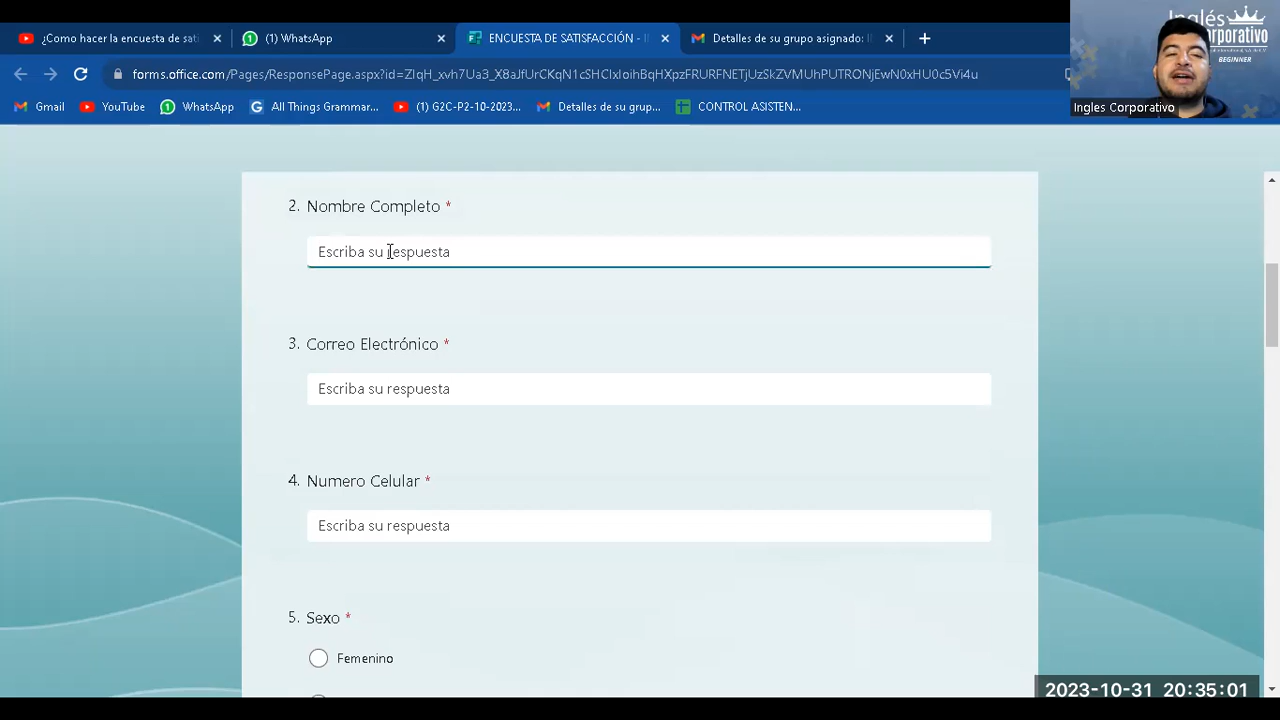 ¿Como hacer la encuesta de sati
(1) WhatsApp
ENCUESTA DE SATISFACCIÓN - I
Detalles de su grupo asignado: I
forms.office.com/Pages/ResponsePage.aspx?id=ZIqH_xvh7Ua3_X8aJfUrCKqN1cSHCIxIoihBqHXpzFRURFNETjUzSkZVMUhPUTRONjEwN0xHU0c5Vi4u
Gmail
YouTube
WhatsApp
All Things Grammar...
(1) G2C-P2-10-2023...
Detalles de su grup...
CONTROL ASISTEN...
Inglés
Corporativo
BEGINNER
Ingles Corporativo
2. Nombre Completo *
Escriba su respuesta
3. Correo Electrónico *
Escriba su respuesta
4. Numero Celular *
Escriba su respuesta
5. Sexo *
Femenino
2023-10-31 20:35:01